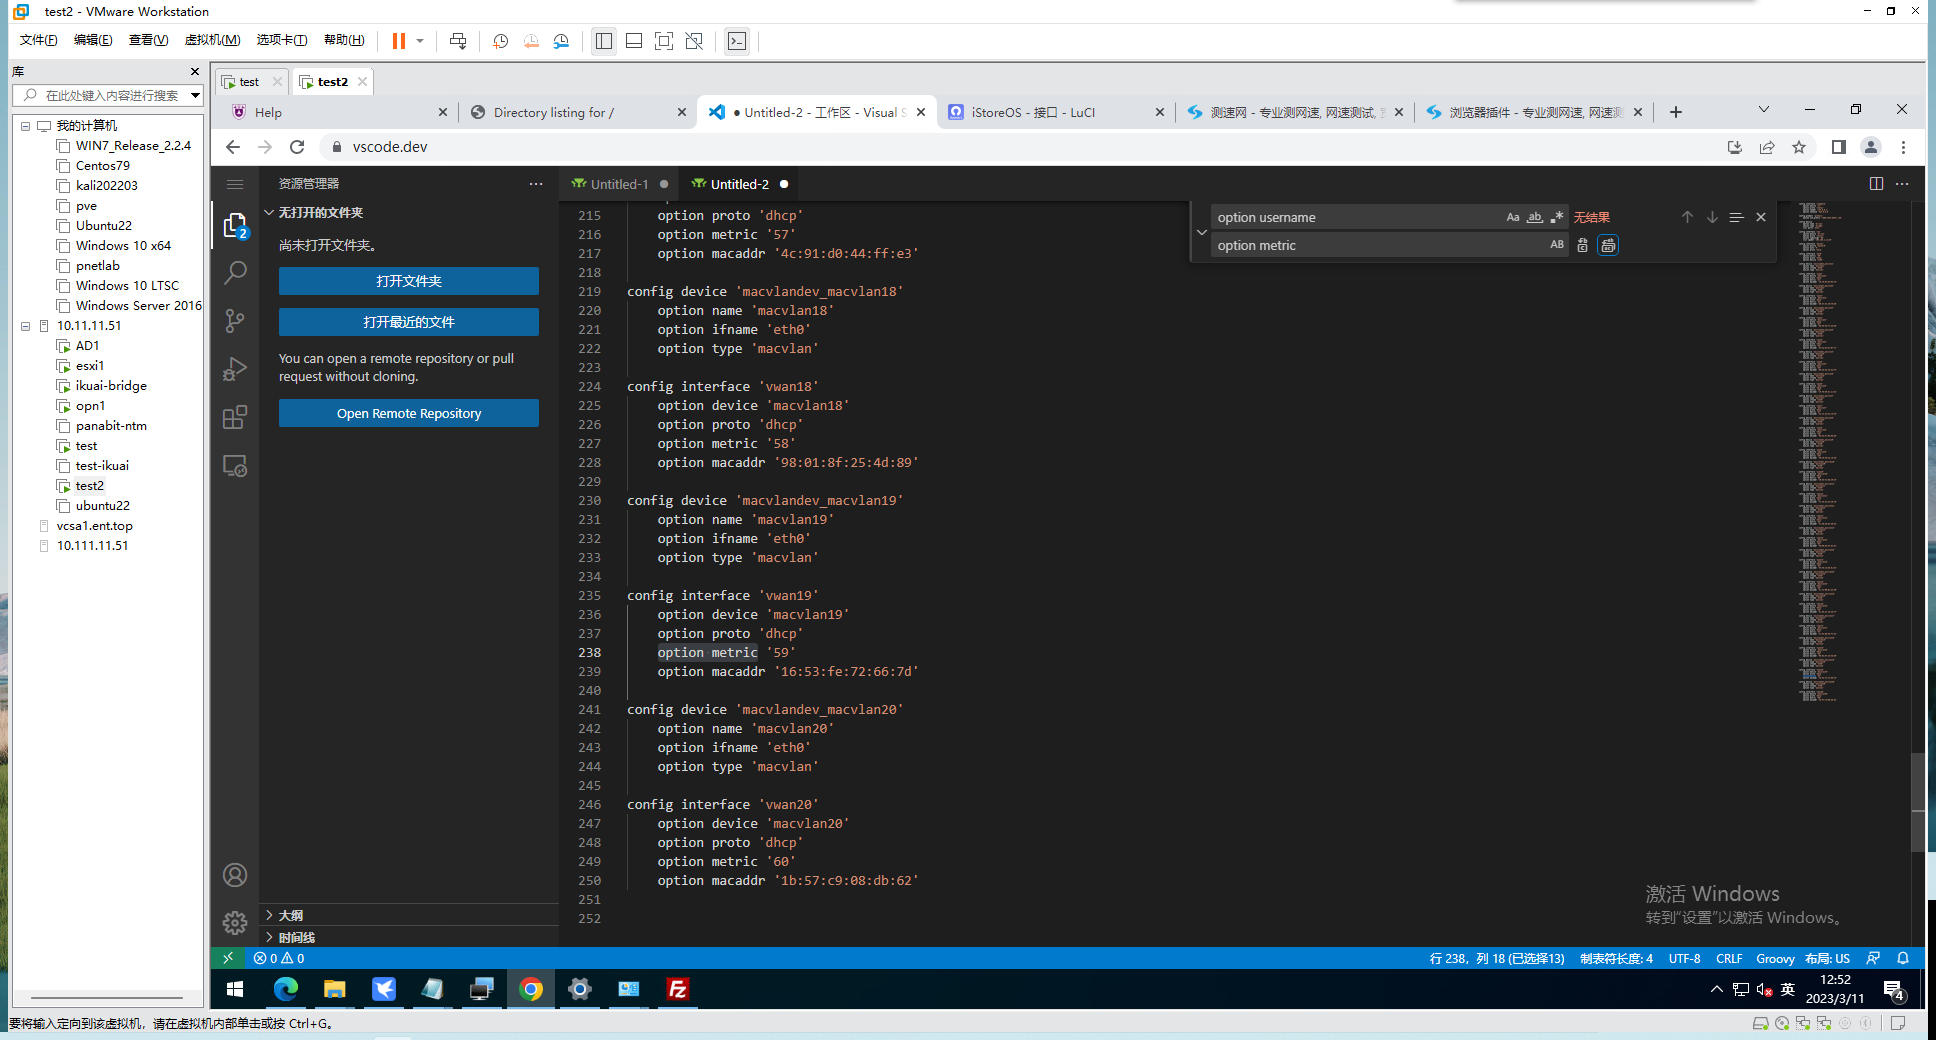 test2 - VMware Workstation
文件(F) 编辑(E) 查看(V) 虚拟机(M) 选项卡(T) 帮助(H)
库
在此处键入内容进行搜索
我的计算机
WIN7_Release_2.2.4
Centos79
kali202203
pve
Ubuntu22
Windows 10 x64
pnetlab
Windows 10 LTSC
Windows Server 2016
10.11.11.51
AD1
esxi1
ikuai-bridge
opn1
panabit-ntm
test
test-ikuai
test2
ubuntu22
vcsa1.ent.top
10.111.11.51
test test2
Help Directory listing for / ● Untitled-2 - 工作区 - Visual S iStoreOS - 接口 - LuCI 测速网 - 专业测网速, 网速测试, 浏览器插件 - 专业测网速, 网速测
vscode.dev
资源管理器
无打开的文件夹
尚未打开文件夹。
打开文件夹
打开最近的文件
You can open a remote repository or pull
request without cloning.
Open Remote Repository
大纲
时间线
2
Untitled-1 Untitled-2
option username Aa ab 无结果
option metric AB
215 option proto 'dhcp'
216 option metric '57'
217 option macaddr '4c:91:d0:44:ff:e3'
218
219 config device 'macvlandev_macvlan18'
220 option name 'macvlan18'
221 option ifname 'eth0'
222 option type 'macvlan'
223
224 config interface 'vwan18'
225 option device 'macvlan18'
226 option proto 'dhcp'
227 option metric '58'
228 option macaddr '98:01:8f:25:4d:89'
229
230 config device 'macvlandev_macvlan19'
231 option name 'macvlan19'
232 option ifname 'eth0'
233 option type 'macvlan'
234
235 config interface 'vwan19'
236 option device 'macvlan19'
237 option proto 'dhcp'
238 option metric '59'
239 option macaddr '16:53:fe:72:66:7d'
240
241 config device 'macvlandev_macvlan20'
242 option name 'macvlan20'
243 option ifname 'eth0'
244 option type 'macvlan'
245
246 config interface 'vwan20'
247 option device 'macvlan20'
248 option proto 'dhcp'
249 option metric '60'
250 option macaddr '1b:57:c9:08:db:62'
251
252
激活 Windows
转到“设置”以激活 Windows。
0 0 行 238，列 18 (已选择13) 制表符长度: 4 UTF-8 CRLF Groovy 布局: US
英 12:52
2023/3/11 4
要将输入定向到该虚拟机，请在虚拟机内部单击或按 Ctrl+G。